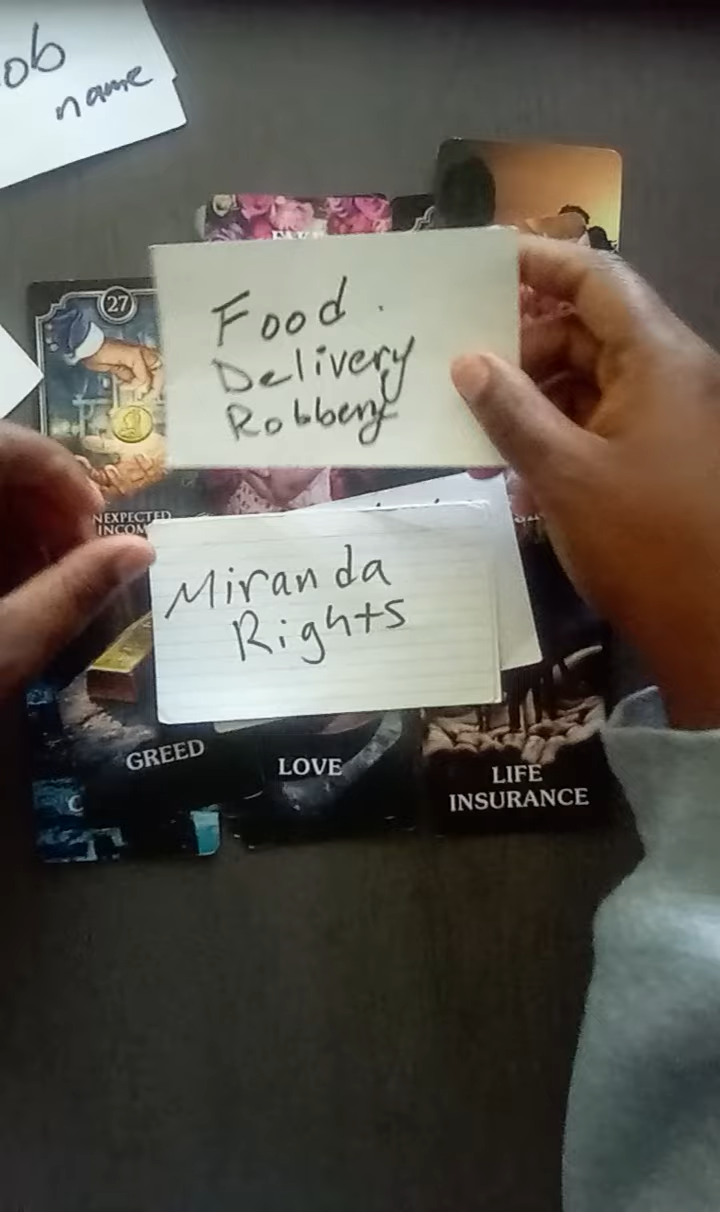 ob
name
27
Food.
Delivery
Robbery
NEXPECTED
INCOM
Miranda
Rights
GREED
LOVE
LIFE
INSURANCE
C